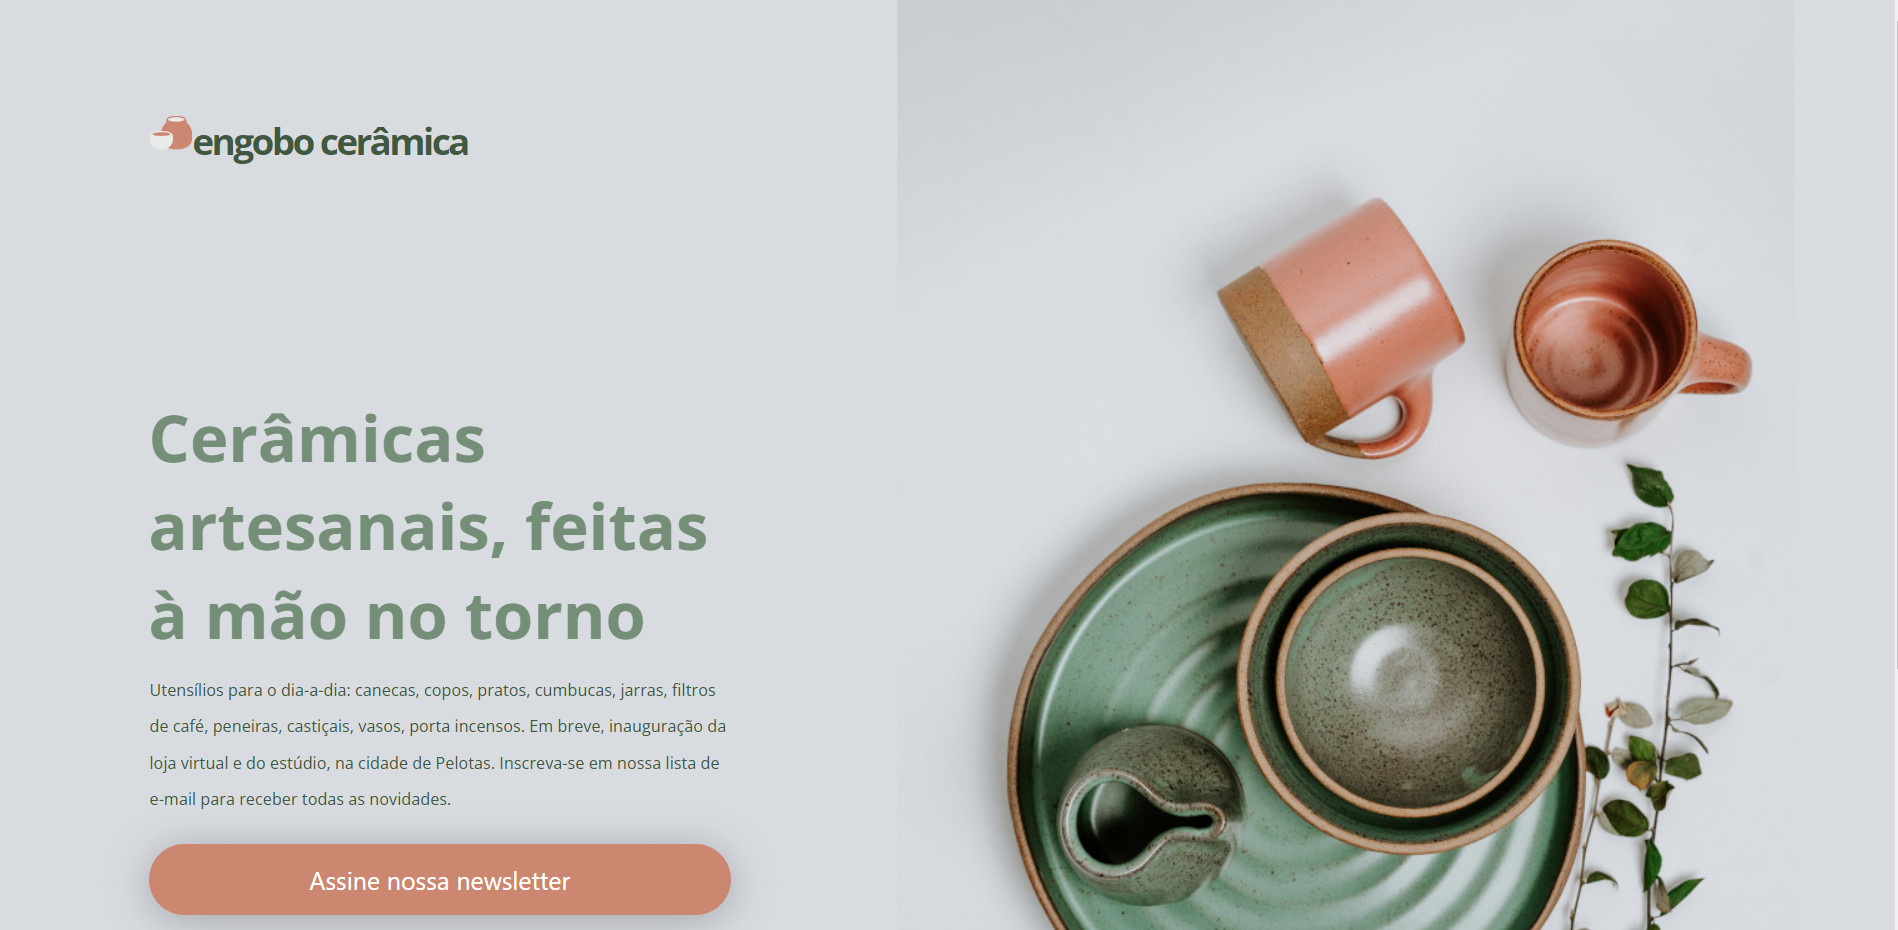 engobo cerâmica
Cerâmicas
artesanais, feitas
à mão no torno
Utensílios para o dia-a-dia: canecas, copos, pratos, cumbucas, jarras, filtros
de café, peneiras, castiçais, vasos, porta incensos. Em breve, inauguração da
loja virtual e do estúdio, na cidade de Pelotas. Inscreva-se em nossa lista de
e-mail para receber todas as novidades.
Assine nossa newsletter